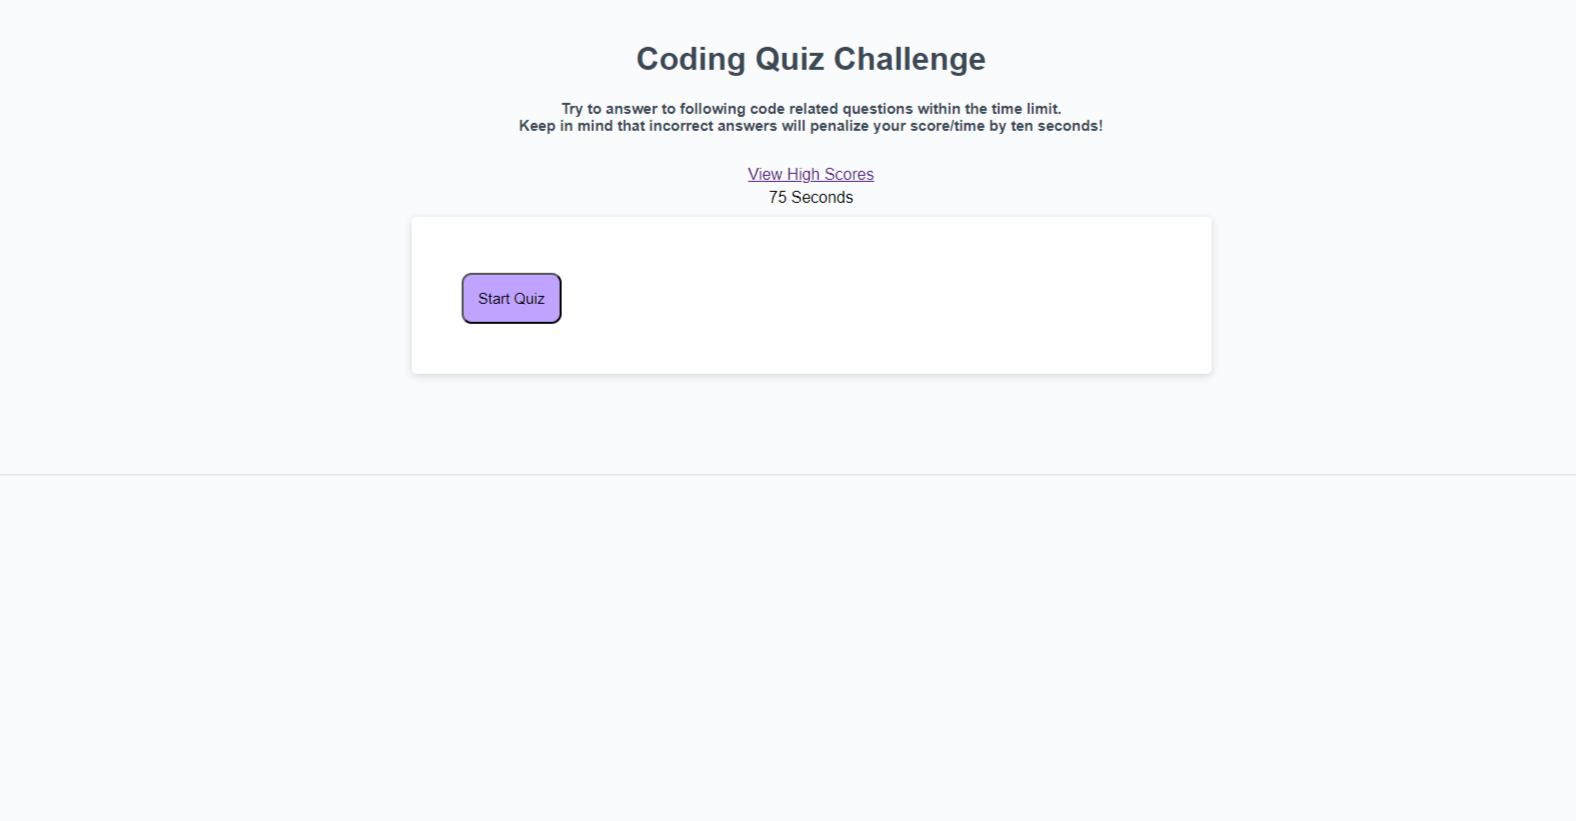 Coding Quiz Challenge
Try to answer to following code related questions within the time limit.
Keep in mind that incorrect answers will penalize your score/time by ten seconds!
View High Scores
75 Seconds
Start Quiz